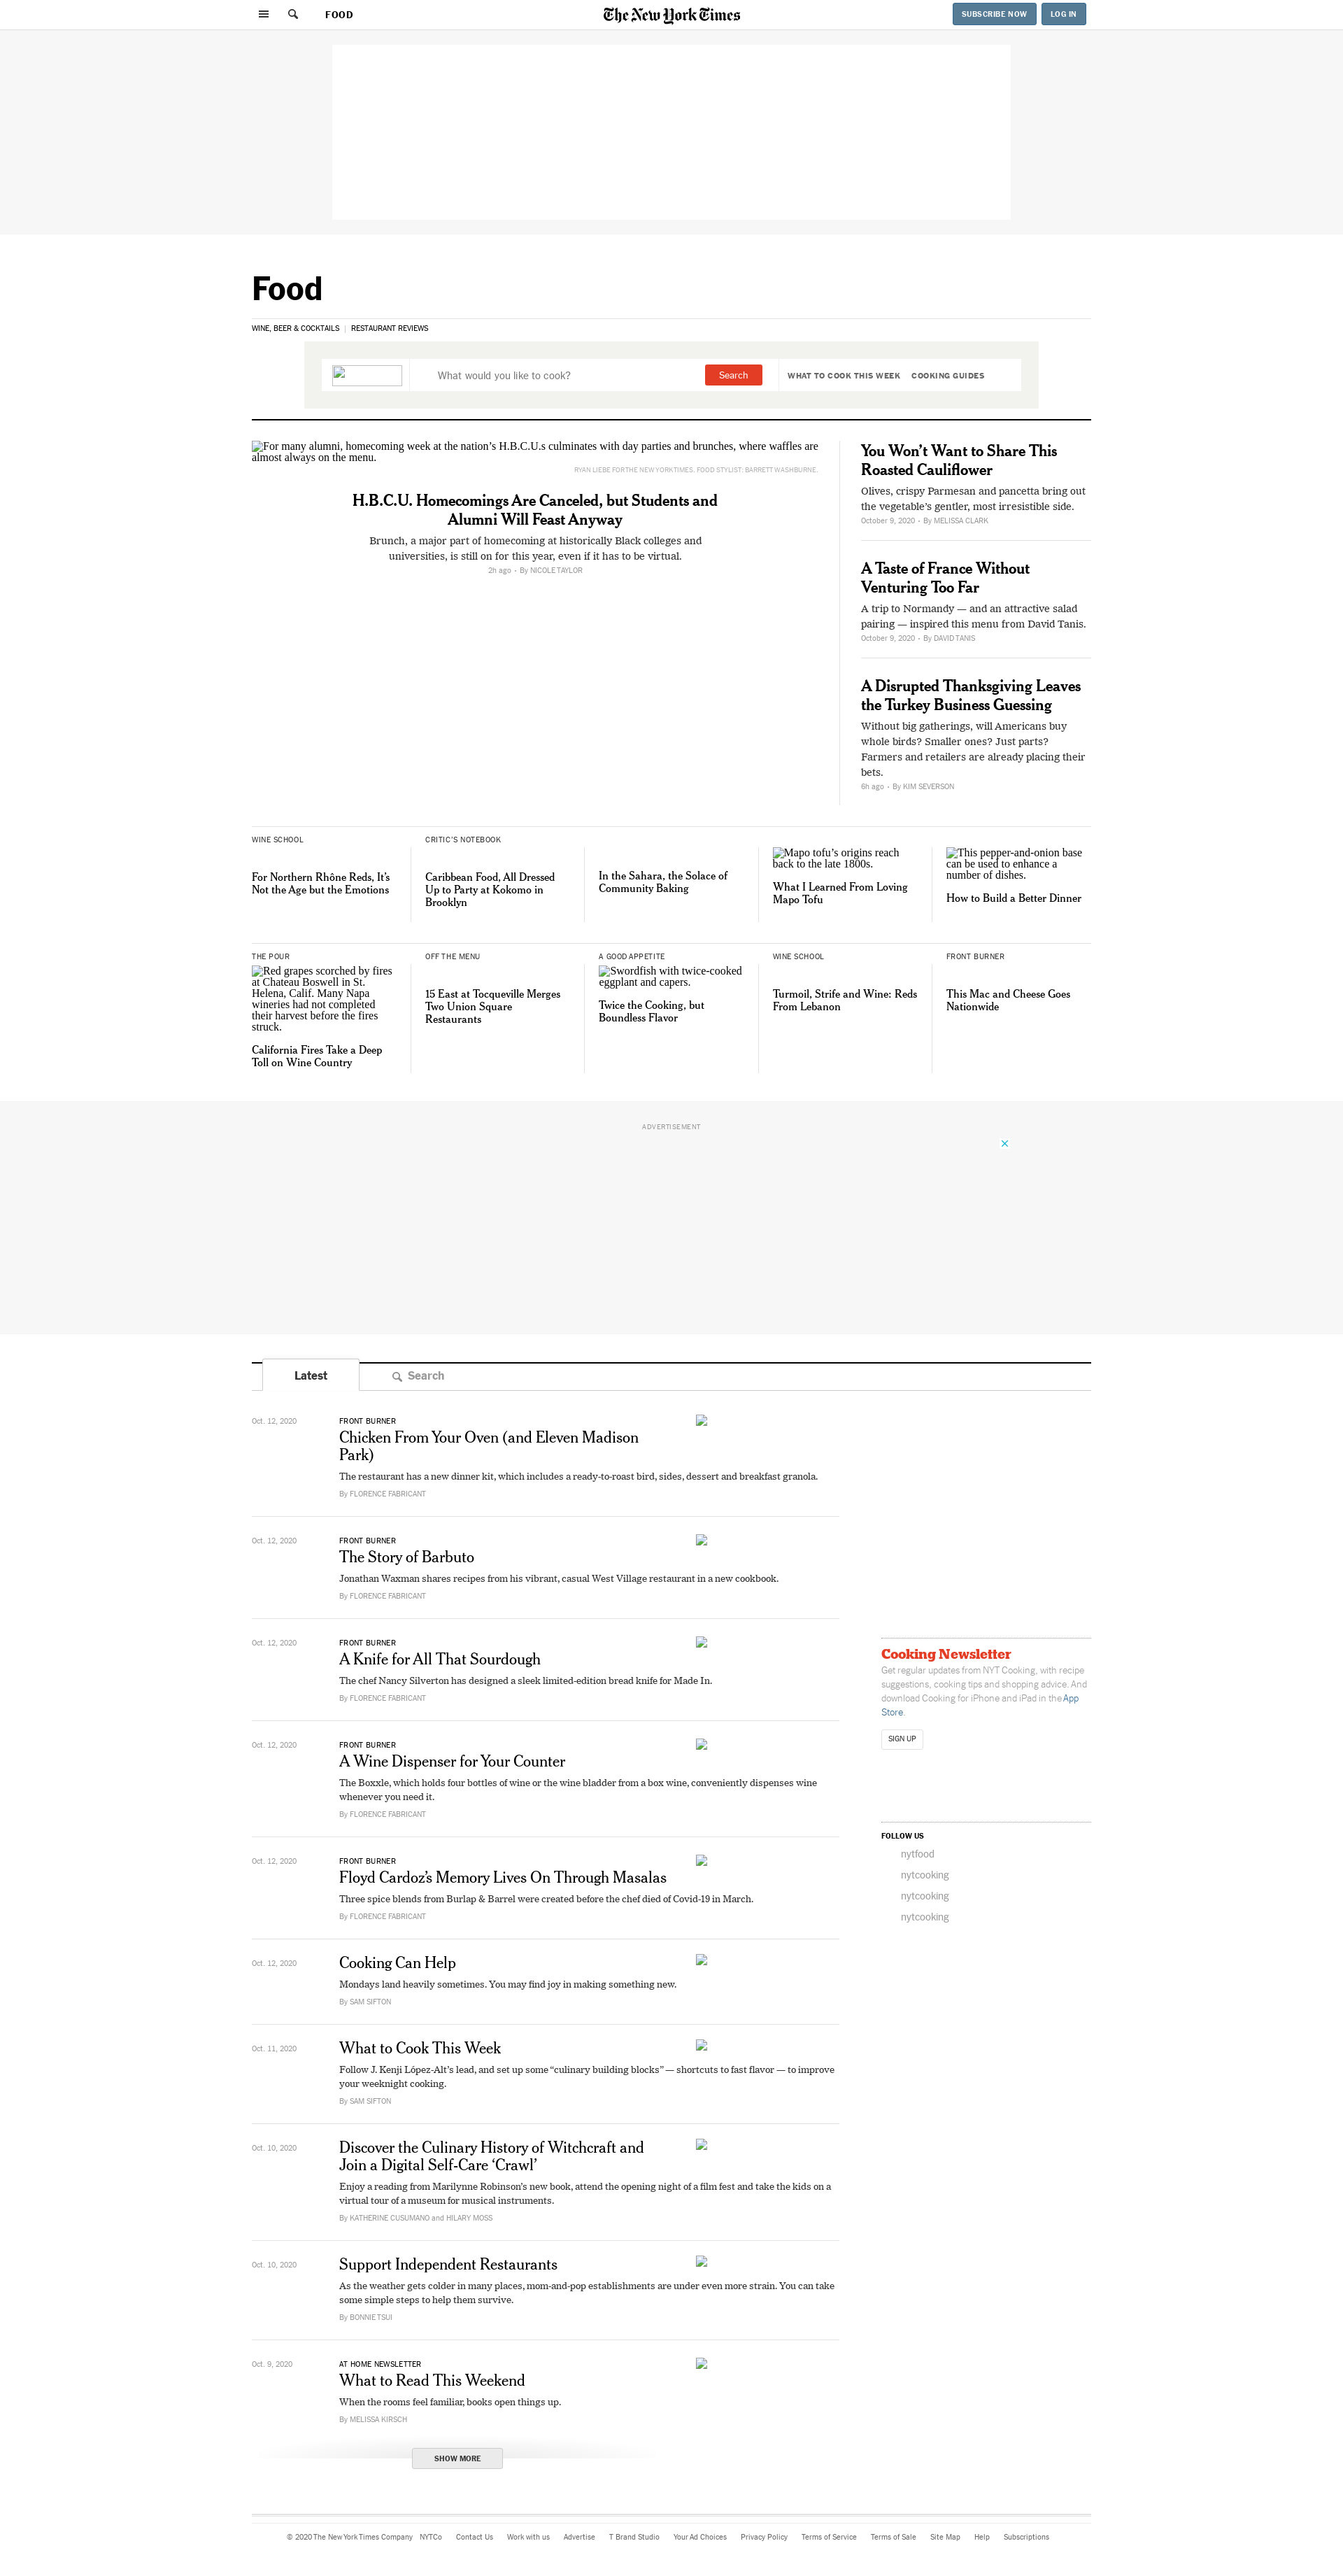 FOOD
The New York Times
SUBSCRIBE NOW
LOG IN
Food
WINE, BEER & COCKTAILS | RESTAURANT REVIEWS
What would you like to cook?
Search
WHAT TO COOK THIS WEEK
COOKING GUIDES
For many alumni, homecoming week at the nation’s H.B.C.U.s culminates with day parties and brunches, where waffles are
almost always on the menu.
RYAN LIEBE FOR THE NEW YORK TIMES. FOOD STYLIST: BARRETT WASHBURNE.
H.B.C.U. Homecomings Are Canceled, but Students and
Alumni Will Feast Anyway
Brunch, a major part of homecoming at historically Black colleges and
universities, is still on for this year, even if it has to be virtual.
2h ago • By NICOLE TAYLOR
You Won’t Want to Share This
Roasted Cauliflower
Olives, crispy Parmesan and pancetta bring out
the vegetable’s gentler, most irresistible side.
October 9, 2020 • By MELISSA CLARK
A Taste of France Without
Venturing Too Far
A trip to Normandy — and an attractive salad
pairing — inspired this menu from David Tanis.
October 9, 2020 • By DAVID TANIS
A Disrupted Thanksgiving Leaves
the Turkey Business Guessing
Without big gatherings, will Americans buy
whole birds? Smaller ones? Just parts?
Farmers and retailers are already placing their
bets.
6h ago • By KIM SEVERSON
WINE SCHOOL
For Northern Rhône Reds, It’s
Not the Age but the Emotions
CRITIC’S NOTEBOOK
Caribbean Food, All Dressed
Up to Party at Kokomo in
Brooklyn
In the Sahara, the Solace of
Community Baking
Mapo tofu’s origins reach
back to the late 1800s.
What I Learned From Loving
Mapo Tofu
This pepper-and-onion base
can be used to enhance a
number of dishes.
How to Build a Better Dinner
THE POUR
Red grapes scorched by fires
at Chateau Boswell in St.
Helena, Calif. Many Napa
wineries had not completed
their harvest before the fires
struck.
California Fires Take a Deep
Toll on Wine Country
OFF THE MENU
15 East at Tocqueville Merges
Two Union Square
Restaurants
A GOOD APPETITE
Swordfish with twice-cooked
eggplant and capers.
Twice the Cooking, but
Boundless Flavor
WINE SCHOOL
Turmoil, Strife and Wine: Reds
From Lebanon
FRONT BURNER
This Mac and Cheese Goes
Nationwide
ADVERTISEMENT
Latest
Search
Oct. 12, 2020
FRONT BURNER
Chicken From Your Oven (and Eleven Madison
Park)
The restaurant has a new dinner kit, which includes a ready-to-roast bird, sides, dessert and breakfast granola.
By FLORENCE FABRICANT
Oct. 12, 2020
FRONT BURNER
The Story of Barbuto
Jonathan Waxman shares recipes from his vibrant, casual West Village restaurant in a new cookbook.
By FLORENCE FABRICANT
Oct. 12, 2020
FRONT BURNER
A Knife for All That Sourdough
The chef Nancy Silverton has designed a sleek limited-edition bread knife for Made In.
By FLORENCE FABRICANT
Oct. 12, 2020
FRONT BURNER
A Wine Dispenser for Your Counter
The Boxxle, which holds four bottles of wine or the wine bladder from a box wine, conveniently dispenses wine
whenever you need it.
By FLORENCE FABRICANT
Oct. 12, 2020
FRONT BURNER
Floyd Cardoz’s Memory Lives On Through Masalas
Three spice blends from Burlap & Barrel were created before the chef died of Covid-19 in March.
By FLORENCE FABRICANT
Oct. 12, 2020
Cooking Can Help
Mondays land heavily sometimes. You may find joy in making something new.
By SAM SIFTON
Oct. 11, 2020
What to Cook This Week
Follow J. Kenji López-Alt’s lead, and set up some “culinary building blocks” — shortcuts to fast flavor — to improve
your weeknight cooking.
By SAM SIFTON
Oct. 10, 2020
Discover the Culinary History of Witchcraft and
Join a Digital Self-Care ‘Crawl’
Enjoy a reading from Marilynne Robinson’s new book, attend the opening night of a film fest and take the kids on a
virtual tour of a museum for musical instruments.
By KATHERINE CUSUMANO and HILARY MOSS
Oct. 10, 2020
Support Independent Restaurants
As the weather gets colder in many places, mom-and-pop establishments are under even more strain. You can take
some simple steps to help them survive.
By BONNIE TSUI
Oct. 9, 2020
AT HOME NEWSLETTER
What to Read This Weekend
When the rooms feel familiar, books open things up.
By MELISSA KIRSCH
SHOW MORE
Cooking Newsletter
Get regular updates from NYT Cooking, with recipe
suggestions, cooking tips and shopping advice. And
download Cooking for iPhone and iPad in the App
Store.
SIGN UP
FOLLOW US
nytfood
nytcooking
nytcooking
nytcooking
© 2020 The New York Times Company NYTCo Contact Us Work with us Advertise T Brand Studio Your Ad Choices Privacy Policy Terms of Service Terms of Sale Site Map Help Subscriptions